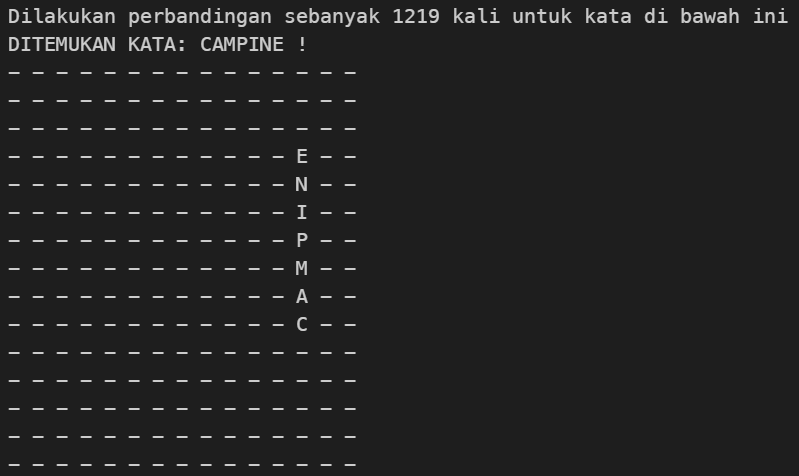 Dilakukan perbandingan sebanyak 1219 kali untuk kata di bawah ini
DITEMUKAN KATA: CAMPINE !
- - - - - - - - - - - - - - -
- - - - - - - - - - - - - - -
- - - - - - - - - - - - - - -
- - - - - - - - - - - - E - -
- - - - - - - - - - - - N - -
- - - - - - - - - - - - I - -
- - - - - - - - - - - - P - -
- - - - - - - - - - - - M - -
- - - - - - - - - - - - A - -
- - - - - - - - - - - - C - -
- - - - - - - - - - - - - - -
- - - - - - - - - - - - - - -
- - - - - - - - - - - - - - -
- - - - - - - - - - - - - - -
- - - - - - - - - - - - - - -